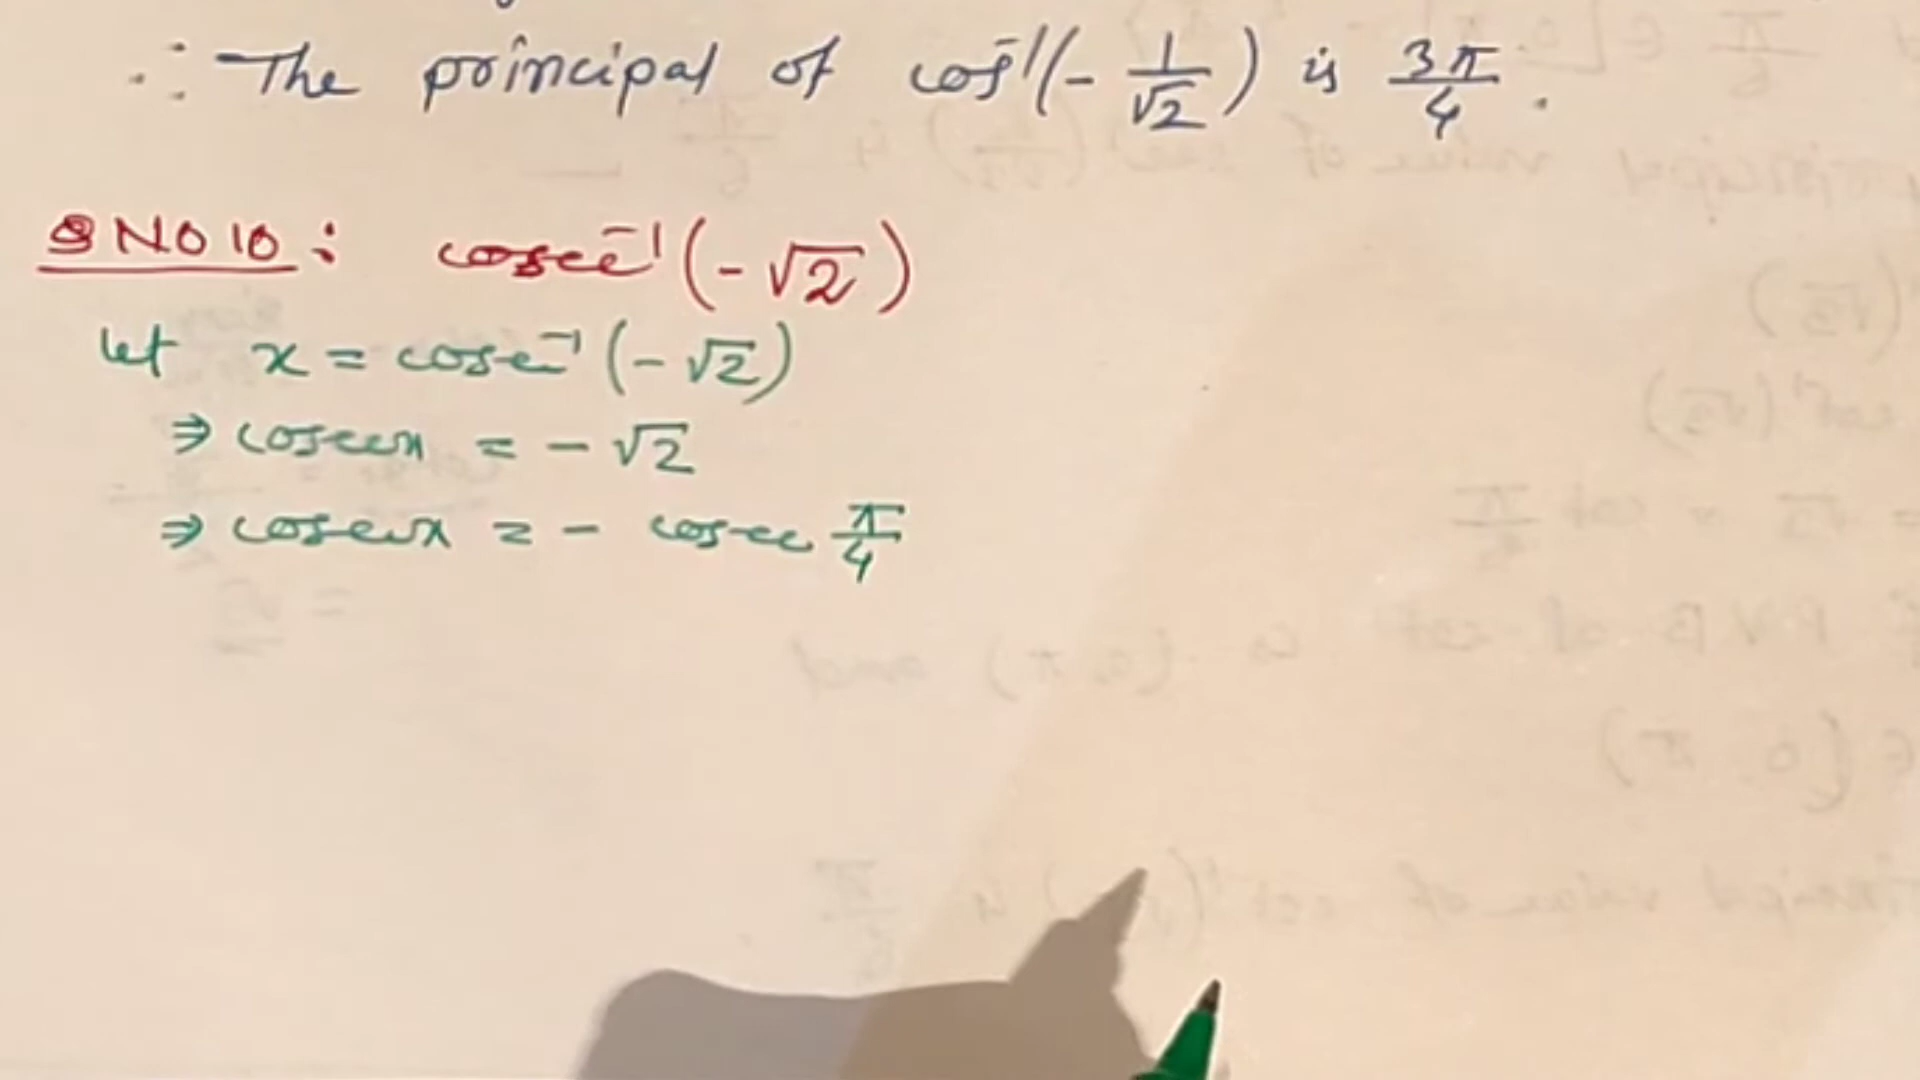 ∴ The principal of cos⁻¹(-1/√2) is 3π/4.
Q NO 10: cosec⁻¹(-√2)
let x = cosec⁻¹(-√2)
⇒ cosecx = -√2
⇒ cosecx = - cosec π/4